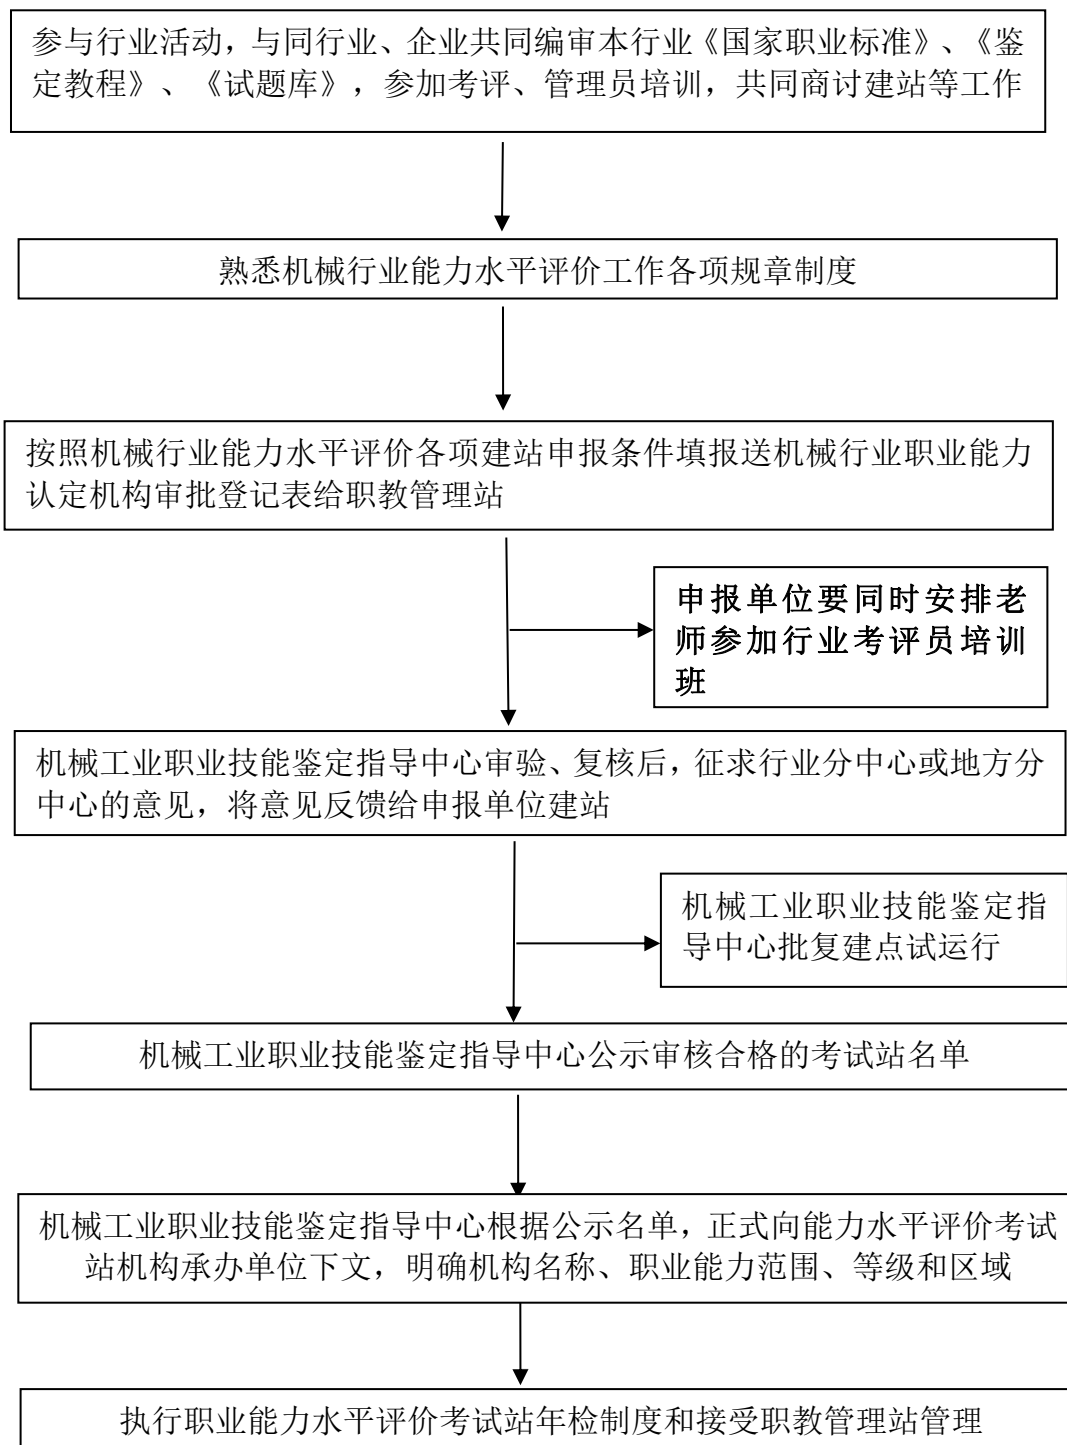 参与行业活动，与同行业、企业共同编审本行业《国家职业标准》、《鉴
定教程》、《试题库》，参加考评、管理员培训，共同商讨建站等工作
熟悉机械行业能力水平评价工作各项规章制度
按照机械行业能力水平评价各项建站申报条件填报送机械行业职业能力
认定机构审批登记表给职教管理站
申报单位要同时安排老
师参加行业考评员培训
班
机械工业职业技能鉴定指导中心审验、复核后，征求行业分中心或地方分
中心的意见，将意见反馈给申报单位建站
机械工业职业技能鉴定指
导中心批复建点试运行
机械工业职业技能鉴定指导中心公示审核合格的考试站名单
机械工业职业技能鉴定指导中心根据公示名单，正式向能力水平评价考试
站机构承办单位下文，明确机构名称、职业能力范围、等级和区域
执行职业能力水平评价考试站年检制度和接受职教管理站管理